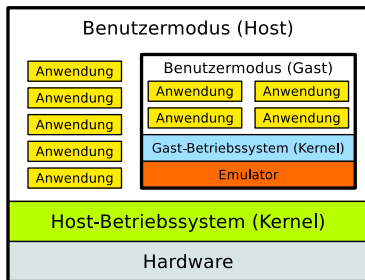 Benutzermodus (Host)
Anwendung
Anwendung
Anwendung
Anwendung
Anwendung
Benutzermodus (Gast)
Anwendung Anwendung
Anwendung Anwendung
Gast-Betriebssystem (Kernel)
Emulator
Host-Betriebssystem (Kernel)
Hardware